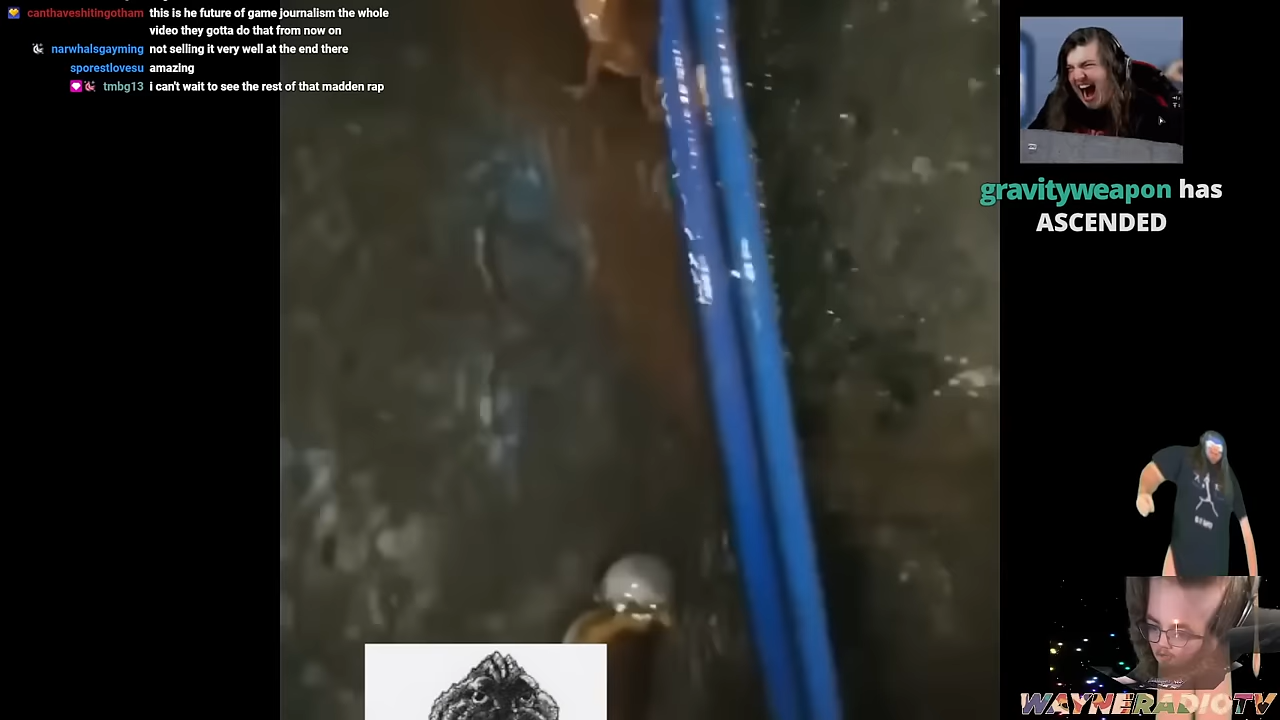 canthaveshitingotham this is he future of game journalism the whole
video they gotta do that from now on
narwhalsgayming not selling it very well at the end there
sporestlovesu amazing
tmbg13 i can't wait to see the rest of that madden rap
gravityweapon has
ASCENDED
WAYNERADIOTV